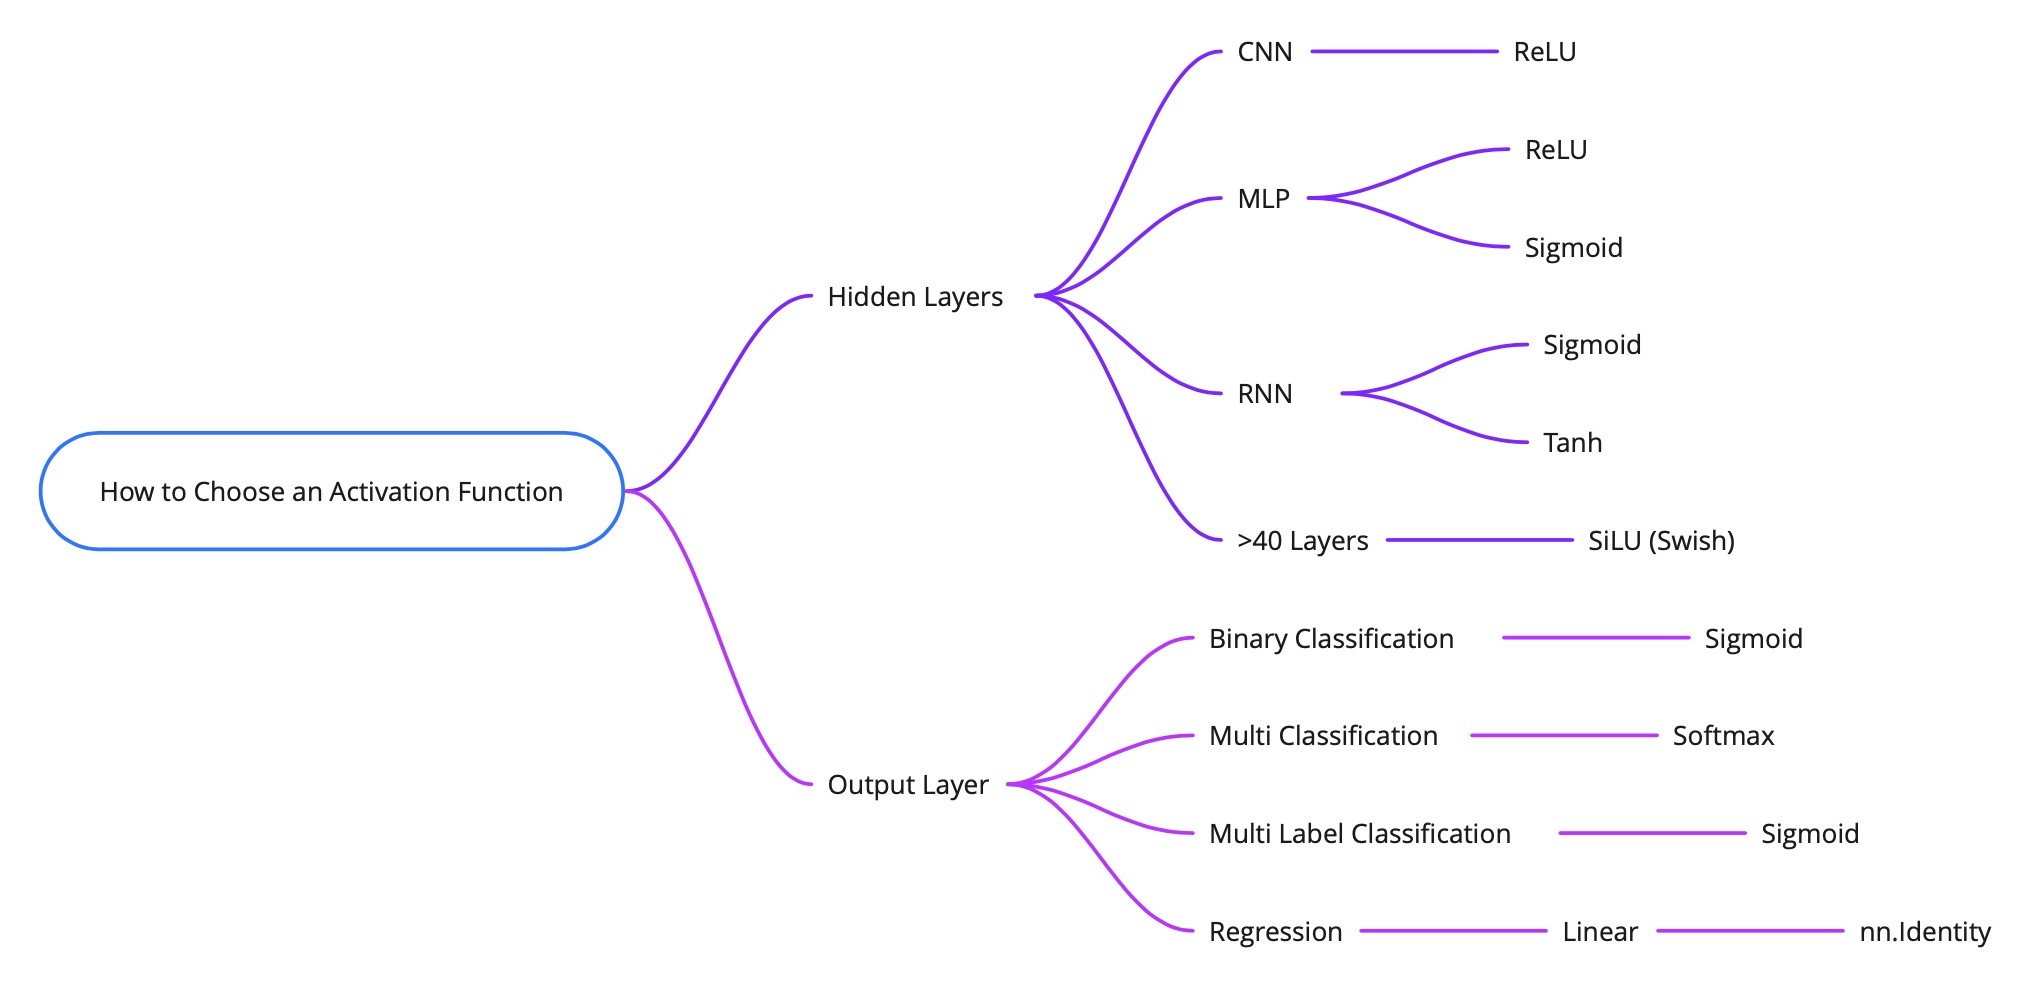 How to Choose an Activation Function
Hidden Layers
CNN
ReLU
MLP
ReLU
Sigmoid
RNN
Sigmoid
Tanh
>40 Layers
SiLU (Swish)
Output Layer
Binary Classification
Sigmoid
Multi Classification
Softmax
Multi Label Classification
Sigmoid
Regression
Linear
nn.Identity